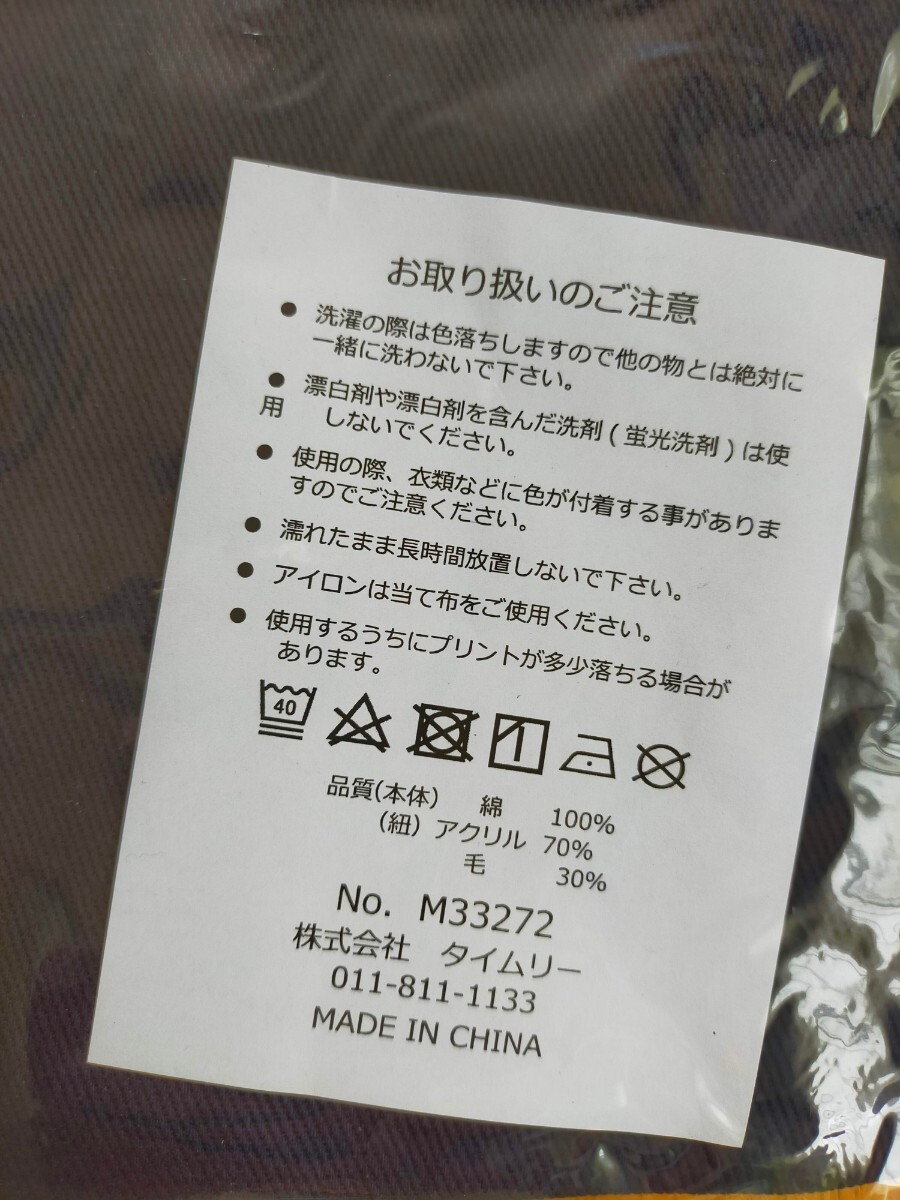 お取り扱いのご注意
● 洗濯の際は色落ちしますので他の物とは絶対に
一緒に洗わないで下さい。
● 漂白剤や漂白剤を含んだ洗剤(蛍光洗剤)は使
用 しないでください。
● 使用の際、衣類などに色が付着する事がありま
すのでご注意ください。
● 濡れたまま長時間放置しないで下さい。
● アイロンは当て布をご使用ください。
● 使用するうちにプリントが多少落ちる場合が
あります。
40
品質(本体) 綿 100%
(紐) アクリル 70%
毛 30%
No. M33272
株式会社 タイムリー
011-811-1133
MADE IN CHINA